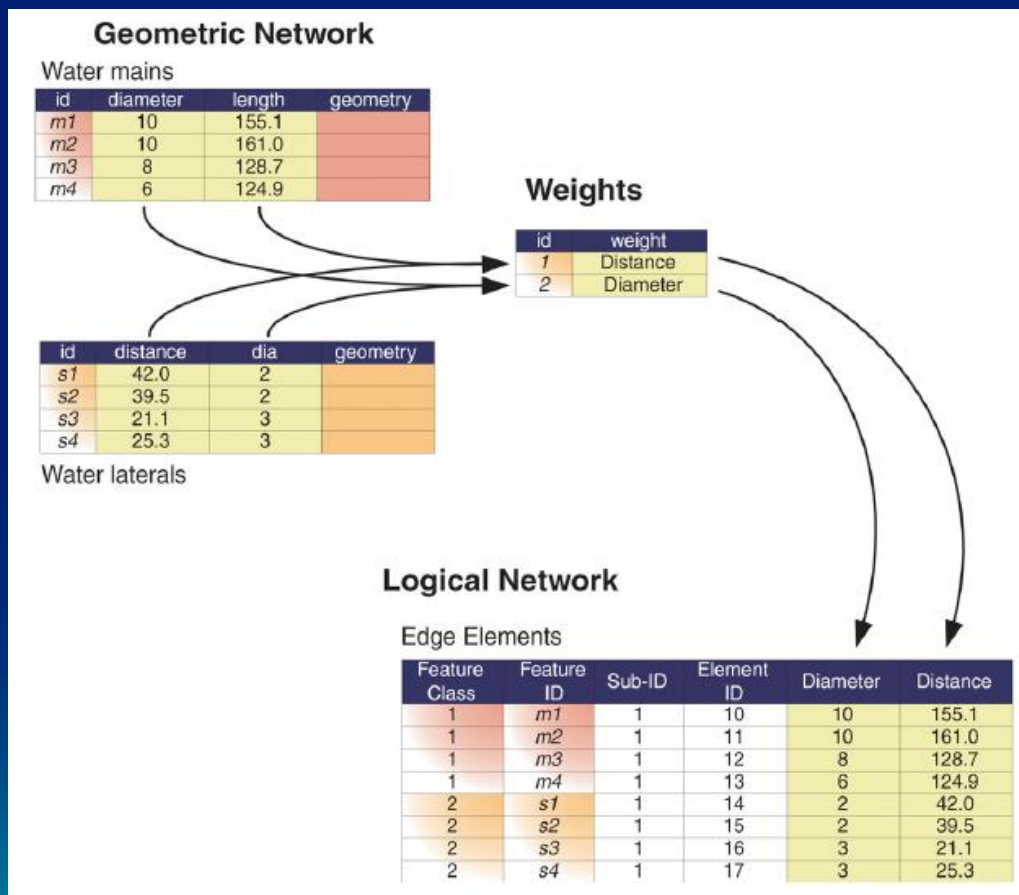 Geometric Network
Water mains
id diameter length geometry
m1 10 155.1
m2 10 161.0
m3 8 128.7
m4 6 124.9
Weights
id weight
1 Distance
2 Diameter
id distance dia geometry
s1 42.0 2
s2 39.5 2
s3 21.1 3
s4 25.3 3
Water laterals
Logical Network
Edge Elements
Feature Class Feature ID Sub-ID Element ID Diameter Distance
1 m1 1 10 10 155.1
1 m2 1 11 10 161.0
1 m3 1 12 8 128.7
1 m4 1 13 6 124.9
2 s1 1 14 2 42.0
2 s2 1 15 2 39.5
2 s3 1 16 3 21.1
2 s4 1 17 3 25.3